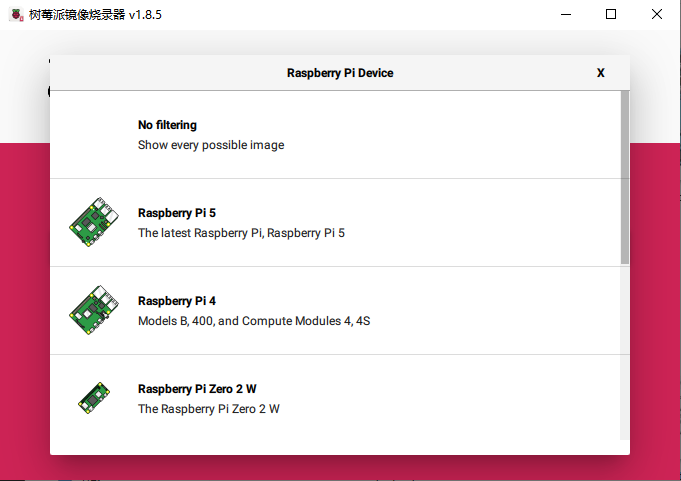 树莓派镜像烧录器 v1.8.5
Raspberry Pi Device
X
No filtering
Show every possible image
Raspberry Pi 5
The latest Raspberry Pi, Raspberry Pi 5
Raspberry Pi 4
Models B, 400, and Compute Modules 4, 4S
Raspberry Pi Zero 2 W
The Raspberry Pi Zero 2 W